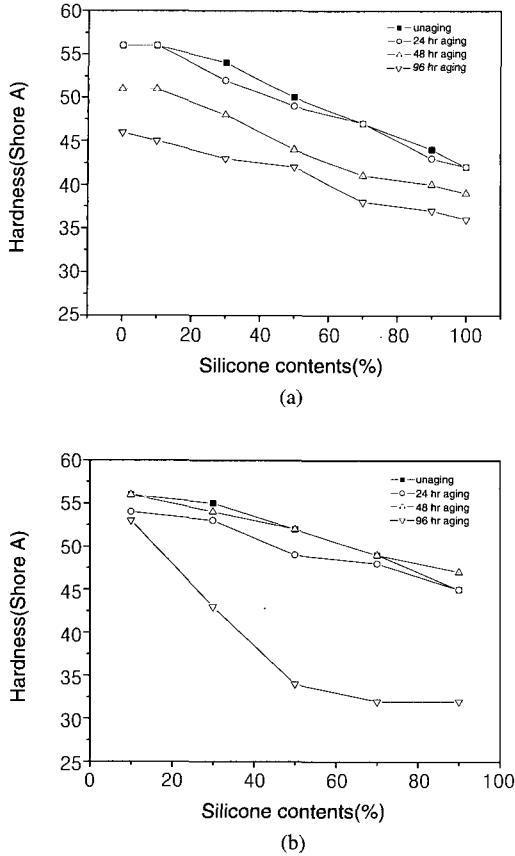 60
55
50
45
40
35
30
25
Hardness(Shore A)
unaging
24 hr aging
48 hr aging
96 hr aging
0 20 40 60 80 100
Silicone contents(%)
(a)
60
55
50
45
40
35
30
25
Hardness(Shore A)
unaging
24 hr aging
48 hr aging
96 hr aging
0 20 40 60 80 100
Silicone contents(%)
(b)